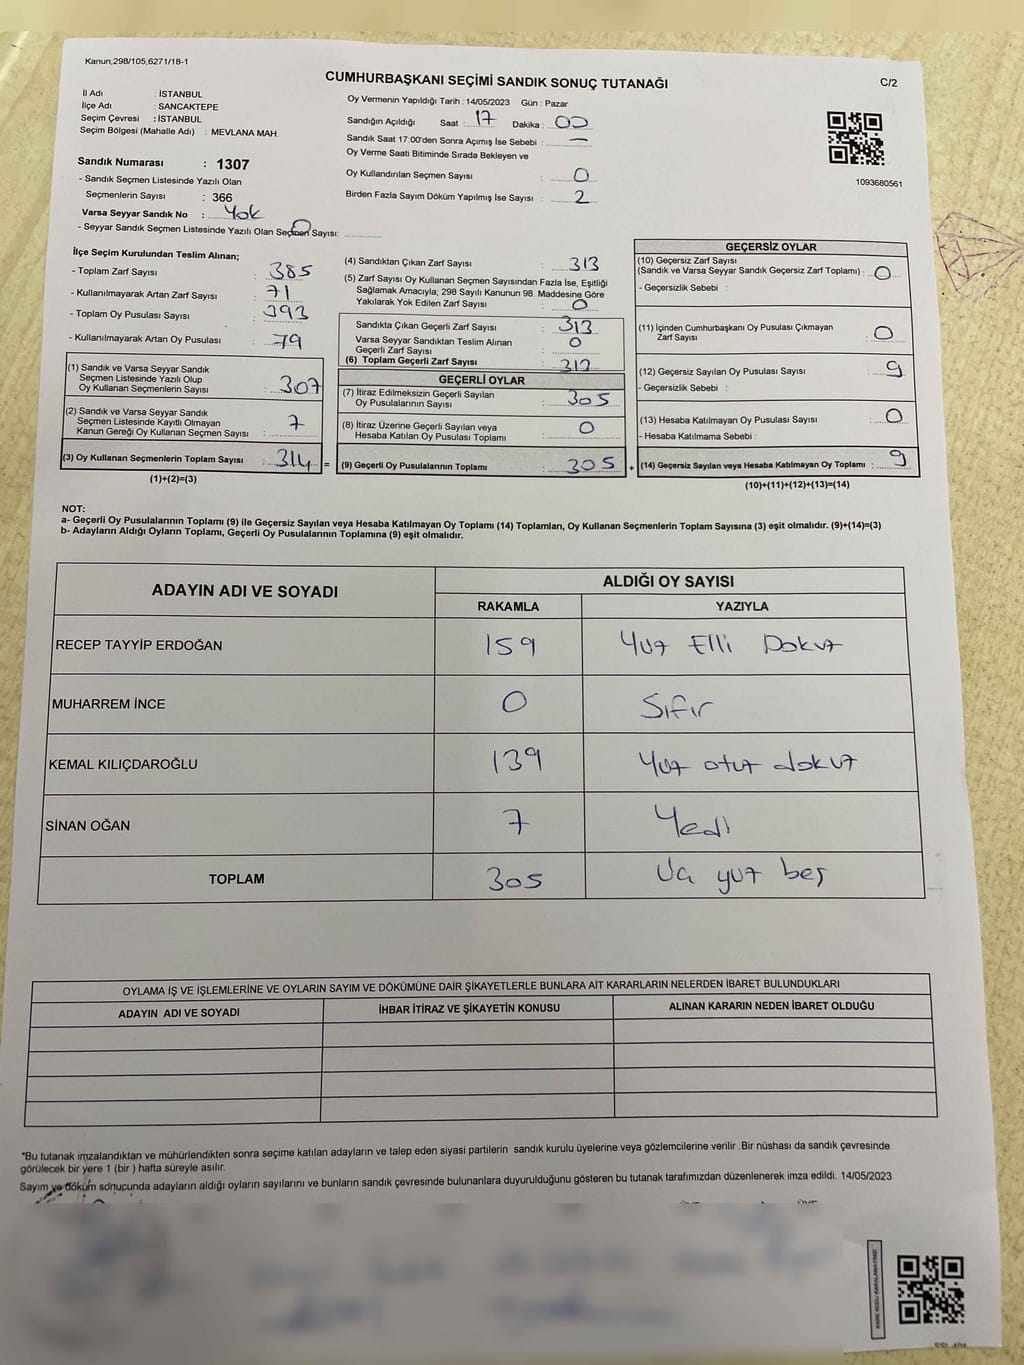 Kanun;298/105,6271/18-1
CUMHURBAŞKANI SEÇİMİ SANDIK SONUÇ TUTANAĞI
C/2
İl Adı : İSTANBUL
İlçe Adı : SANCAKTEPE
Seçim Çevresi : İSTANBUL
Seçim Bölgesi (Mahalle Adı) : MEVLANA MAH.
Sandık Numarası : 1307
- Sandık Seçmen Listesinde Yazılı Olan
Seçmenlerin Sayısı : 366
Varsa Seyyar Sandık No : Yok
- Seyyar Sandık Seçmen Listesinde Yazılı Olan Seçmen Sayısı: 0
Oy Vermenin Yapıldığı Tarih : 14/05/2023 Gün : Pazar
Sandığın Açıldığı Saat : 17 Dakika : 00
Sandık Saat 17:00'den Sonra Açımış İse Sebebi : —
Oy Verme Saati Bitiminde Sırada Bekleyen ve
Oy Kullandırılan Seçmen Sayısı : 0
Birden Fazla Sayım Döküm Yapılmış İse Sayısı : 2
1093680561
İlçe Seçim Kurulundan Teslim Alınan;
- Toplam Zarf Sayısı : 385
- Kullanılmayarak Artan Zarf Sayısı : 71
- Toplam Oy Pusulası Sayısı : 393
- Kullanılmayarak Artan Oy Pusulası : 79
(1) Sandık ve Varsa Seyyar Sandık
Seçmen Listesinde Yazılı Olup
Oy Kullanan Seçmenlerin Sayısı : 307
(2) Sandık ve Varsa Seyyar Sandık
Seçmen Listesinde Kayıtlı Olmayan
Kanun Gereği Oy Kullanan Seçmen Sayısı : 7
(3) Oy Kullanan Seçmenlerin Toplam Sayısı : 314 =
(1)+(2)=(3)
(4) Sandıktan Çıkan Zarf Sayısı : 313
(5) Zarf Sayısı Oy Kullanan Seçmen Sayısından Fazla İse, Eşitliği
Sağlamak Amacıyla; 298 Sayılı Kanunun 98. Maddesine Göre
Yakılarak Yok Edilen Zarf Sayısı : 0
Sandıkta Çıkan Geçerli Zarf Sayısı : 313
Varsa Seyyar Sandıktan Teslim Alınan
Geçerli Zarf Sayısı : 0
(6) Toplam Geçerli Zarf Sayısı : 313
GEÇERLİ OYLAR
(7) İtiraz Edilmeksizin Geçerli Sayılan
Oy Pusulalarının Sayısı : 305
(8) İtiraz Üzerine Geçerli Sayılan veya
Hesaba Katılan Oy Pusulası Toplamı : 0
(9) Geçerli Oy Pusulalarının Toplamı : 305 +
GEÇERSİZ OYLAR
(10) Geçersiz Zarf Sayısı
(Sandık ve Varsa Seyyar Sandık Geçersiz Zarf Toplamı) : 0
- Geçersizlik Sebebi :
(11) İçinden Cumhurbaşkanı Oy Pusulası Çıkmayan
Zarf Sayısı : 0
(12) Geçersiz Sayılan Oy Pusulası Sayısı : 9
- Geçersizlik Sebebi :
(13) Hesaba Katılmayan Oy Pusulası Sayısı : 0
- Hesaba Katılmama Sebebi :
(14) Geçersiz Sayılan veya Hesaba Katılmayan Oy Toplamı : 9
(10)+(11)+(12)+(13)=(14)
NOT:
a- Geçerli Oy Pusulalarının Toplamı (9) ile Geçersiz Sayılan veya Hesaba Katılmayan Oy Toplamı (14) Toplamları, Oy Kullanan Seçmenlerin Toplam Sayısına (3) eşit olmalıdır. (9)+(14)=(3)
b- Adayların Aldığı Oyların Toplamı, Geçerli Oy Pusulalarının Toplamına (9) eşit olmalıdır.
ADAYIN ADI VE SOYADI ALDIĞI OY SAYISI
RAKAMLA YAZIYLA
RECEP TAYYİP ERDOĞAN 159 Yuz Elli Dokuz
MUHARREM İNCE 0 Sıfır
KEMAL KILIÇDAROĞLU 139 Yuz otuz dokuz
SİNAN OĞAN 7 Yedi
TOPLAM 305 Uç yuz beş
OYLAMA İŞ VE İŞLEMLERİNE VE OYLARIN SAYIM VE DÖKÜMÜNE DAİR ŞİKAYETLERLE BUNLARA AİT KARARLARIN NELERDEN İBARET BULUNDUKLARI
ADAYIN ADI VE SOYADI İHBAR İTİRAZ VE ŞİKAYETİN KONUSU ALINAN KARARIN NEDEN İBARET OLDUĞU
*Bu tutanak imzalandıktan ve mühürlendikten sonra seçime katılan adayların ve talep eden siyasi partilerin sandık kurulu üyelerine veya gözlemcilerine verilir .Bir nüshası da sandık çevresinde
görülecek bir yere 1 (bir ) hafta süreyle asılır.
Sayım ve döküm sonucunda adayların aldığı oyların sayılarını ve bunların sandık çevresinde bulunanlara duyurulduğunu gösteren bu tutanak tarafımızdan düzenlenerek imza edildi. 14/05/2023